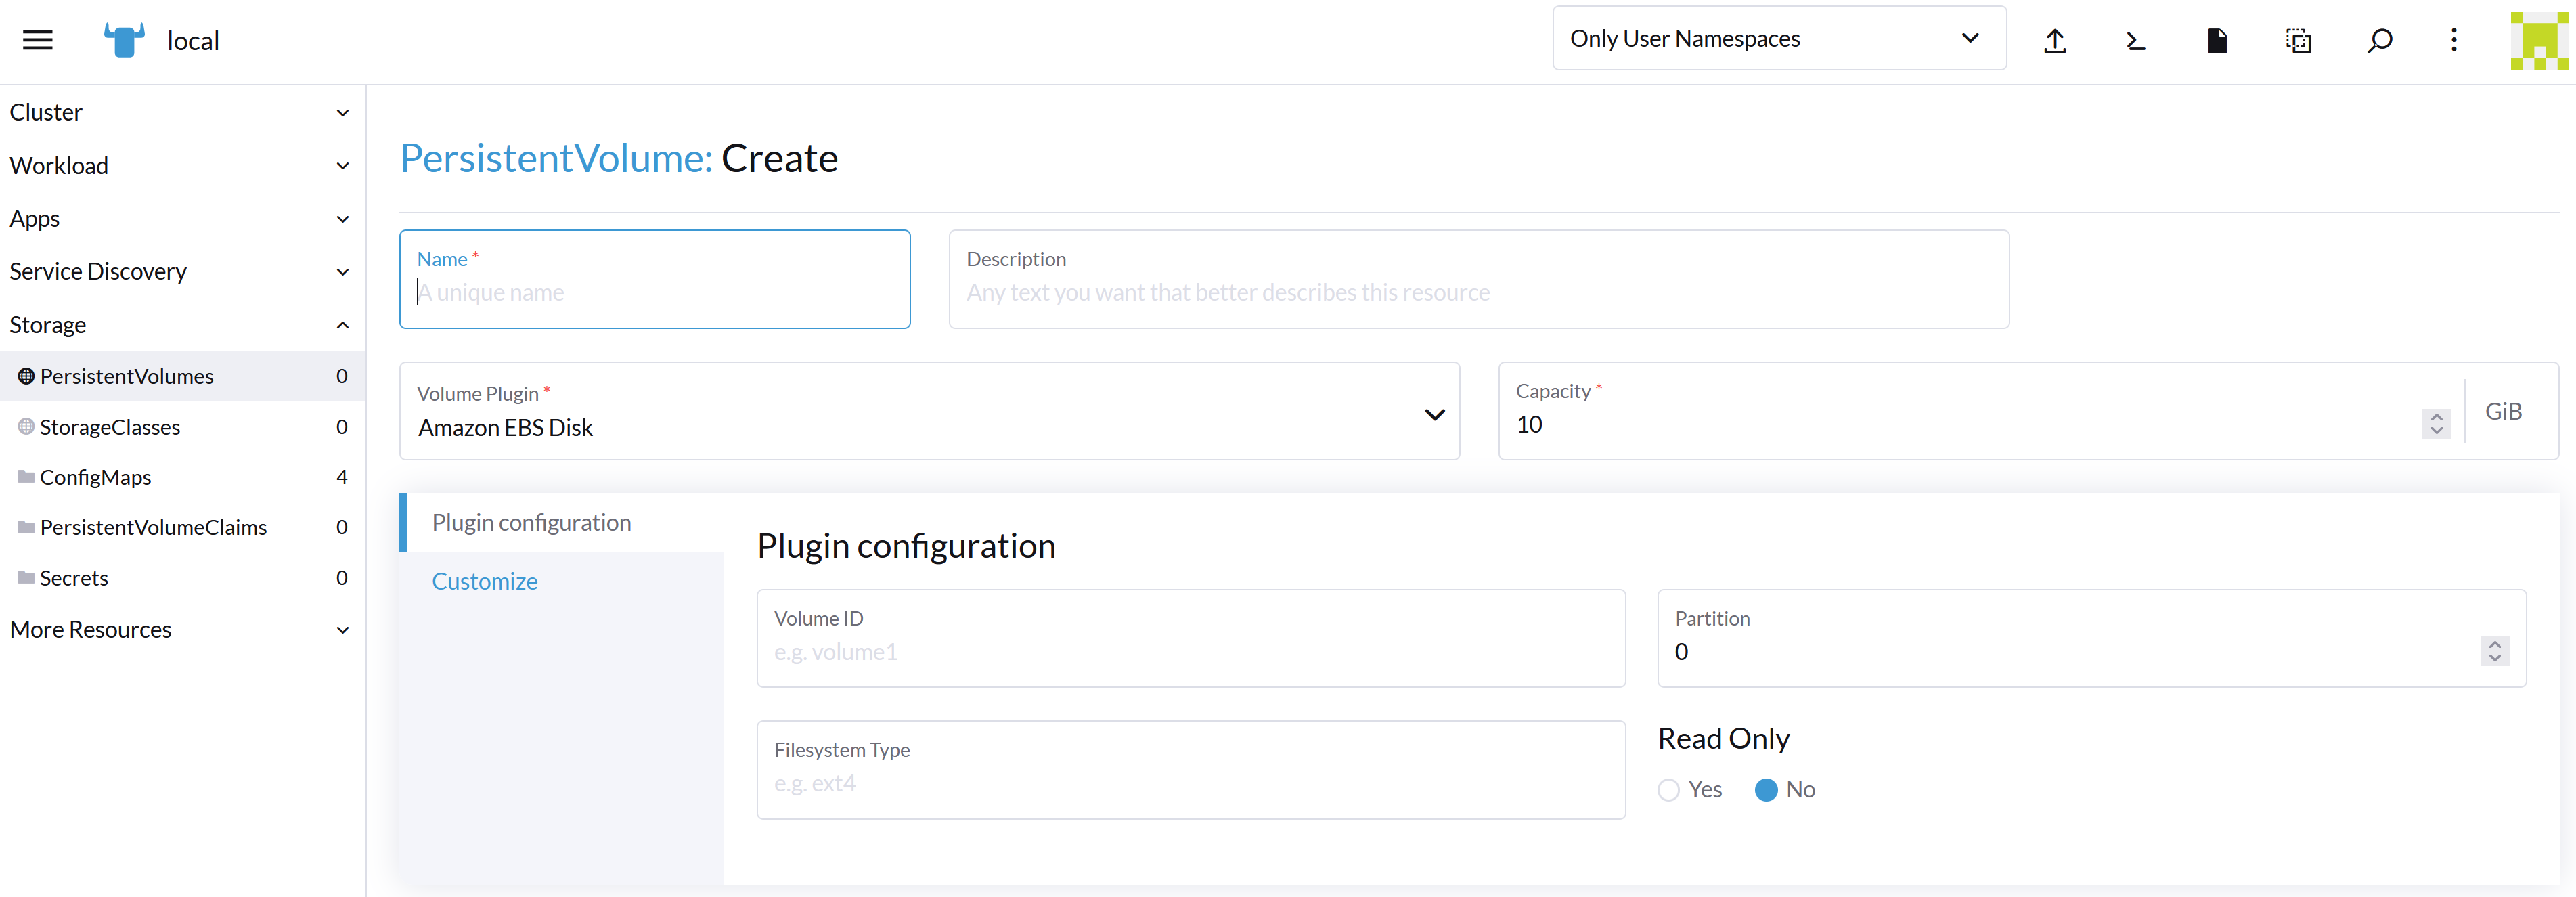 local
Only User Namespaces
Cluster
Workload
Apps
Service Discovery
Storage
PersistentVolumes 0
StorageClasses 0
ConfigMaps 4
PersistentVolumeClaims 0
Secrets 0
More Resources
PersistentVolume: Create
Name *
A unique name
Description
Any text you want that better describes this resource
Volume Plugin *
Amazon EBS Disk
Capacity *
10
GiB
Plugin configuration
Customize
Plugin configuration
Volume ID
e.g. volume1
Partition
0
Filesystem Type
e.g. ext4
Read Only
Yes No